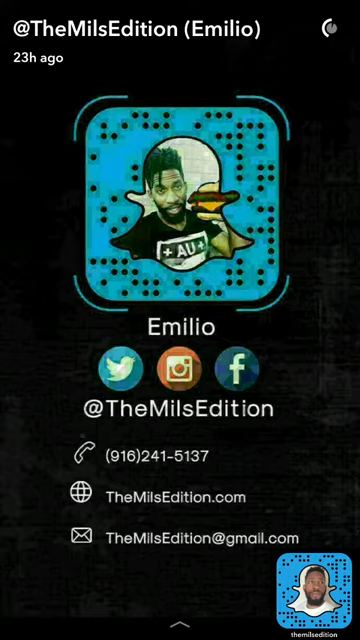 @TheMilsEdition (Emilio)
23h ago
+ AU +
Emilio
@TheMilsEdition
(916)241-5137
TheMilsEdition.com
TheMilsEdition@gmail.com
themilsedition